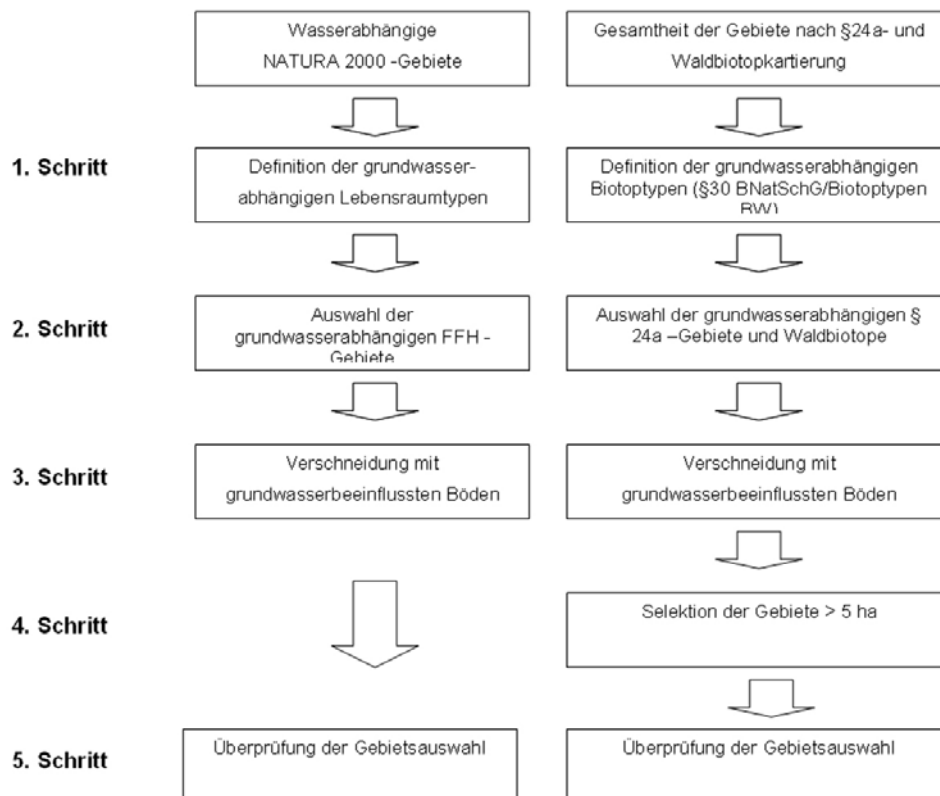 Wasserabhängige
NATURA 2000 -Gebiete
Gesamtheit der Gebiete nach §24a- und
Waldbiotopkartierung
1. Schritt
Definition der grundwasser-
abhängigen Lebensraumtypen
Definition der grundwasserabhängigen
Biotoptypen (§30 BNatSchG/Biotoptypen
BW)
2. Schritt
Auswahl der
grundwasserabhängigen FFH -
Gebiete
Auswahl der grundwasserabhängigen §
24a –Gebiete und Waldbiotope
3. Schritt
Verschneidung mit
grundwasserbeeinflussten Böden
Verschneidung mit
grundwasserbeeinflussten Böden
4. Schritt
Selektion der Gebiete > 5 ha
5. Schritt
Überprüfung der Gebietsauswahl
Überprüfung der Gebietsauswahl